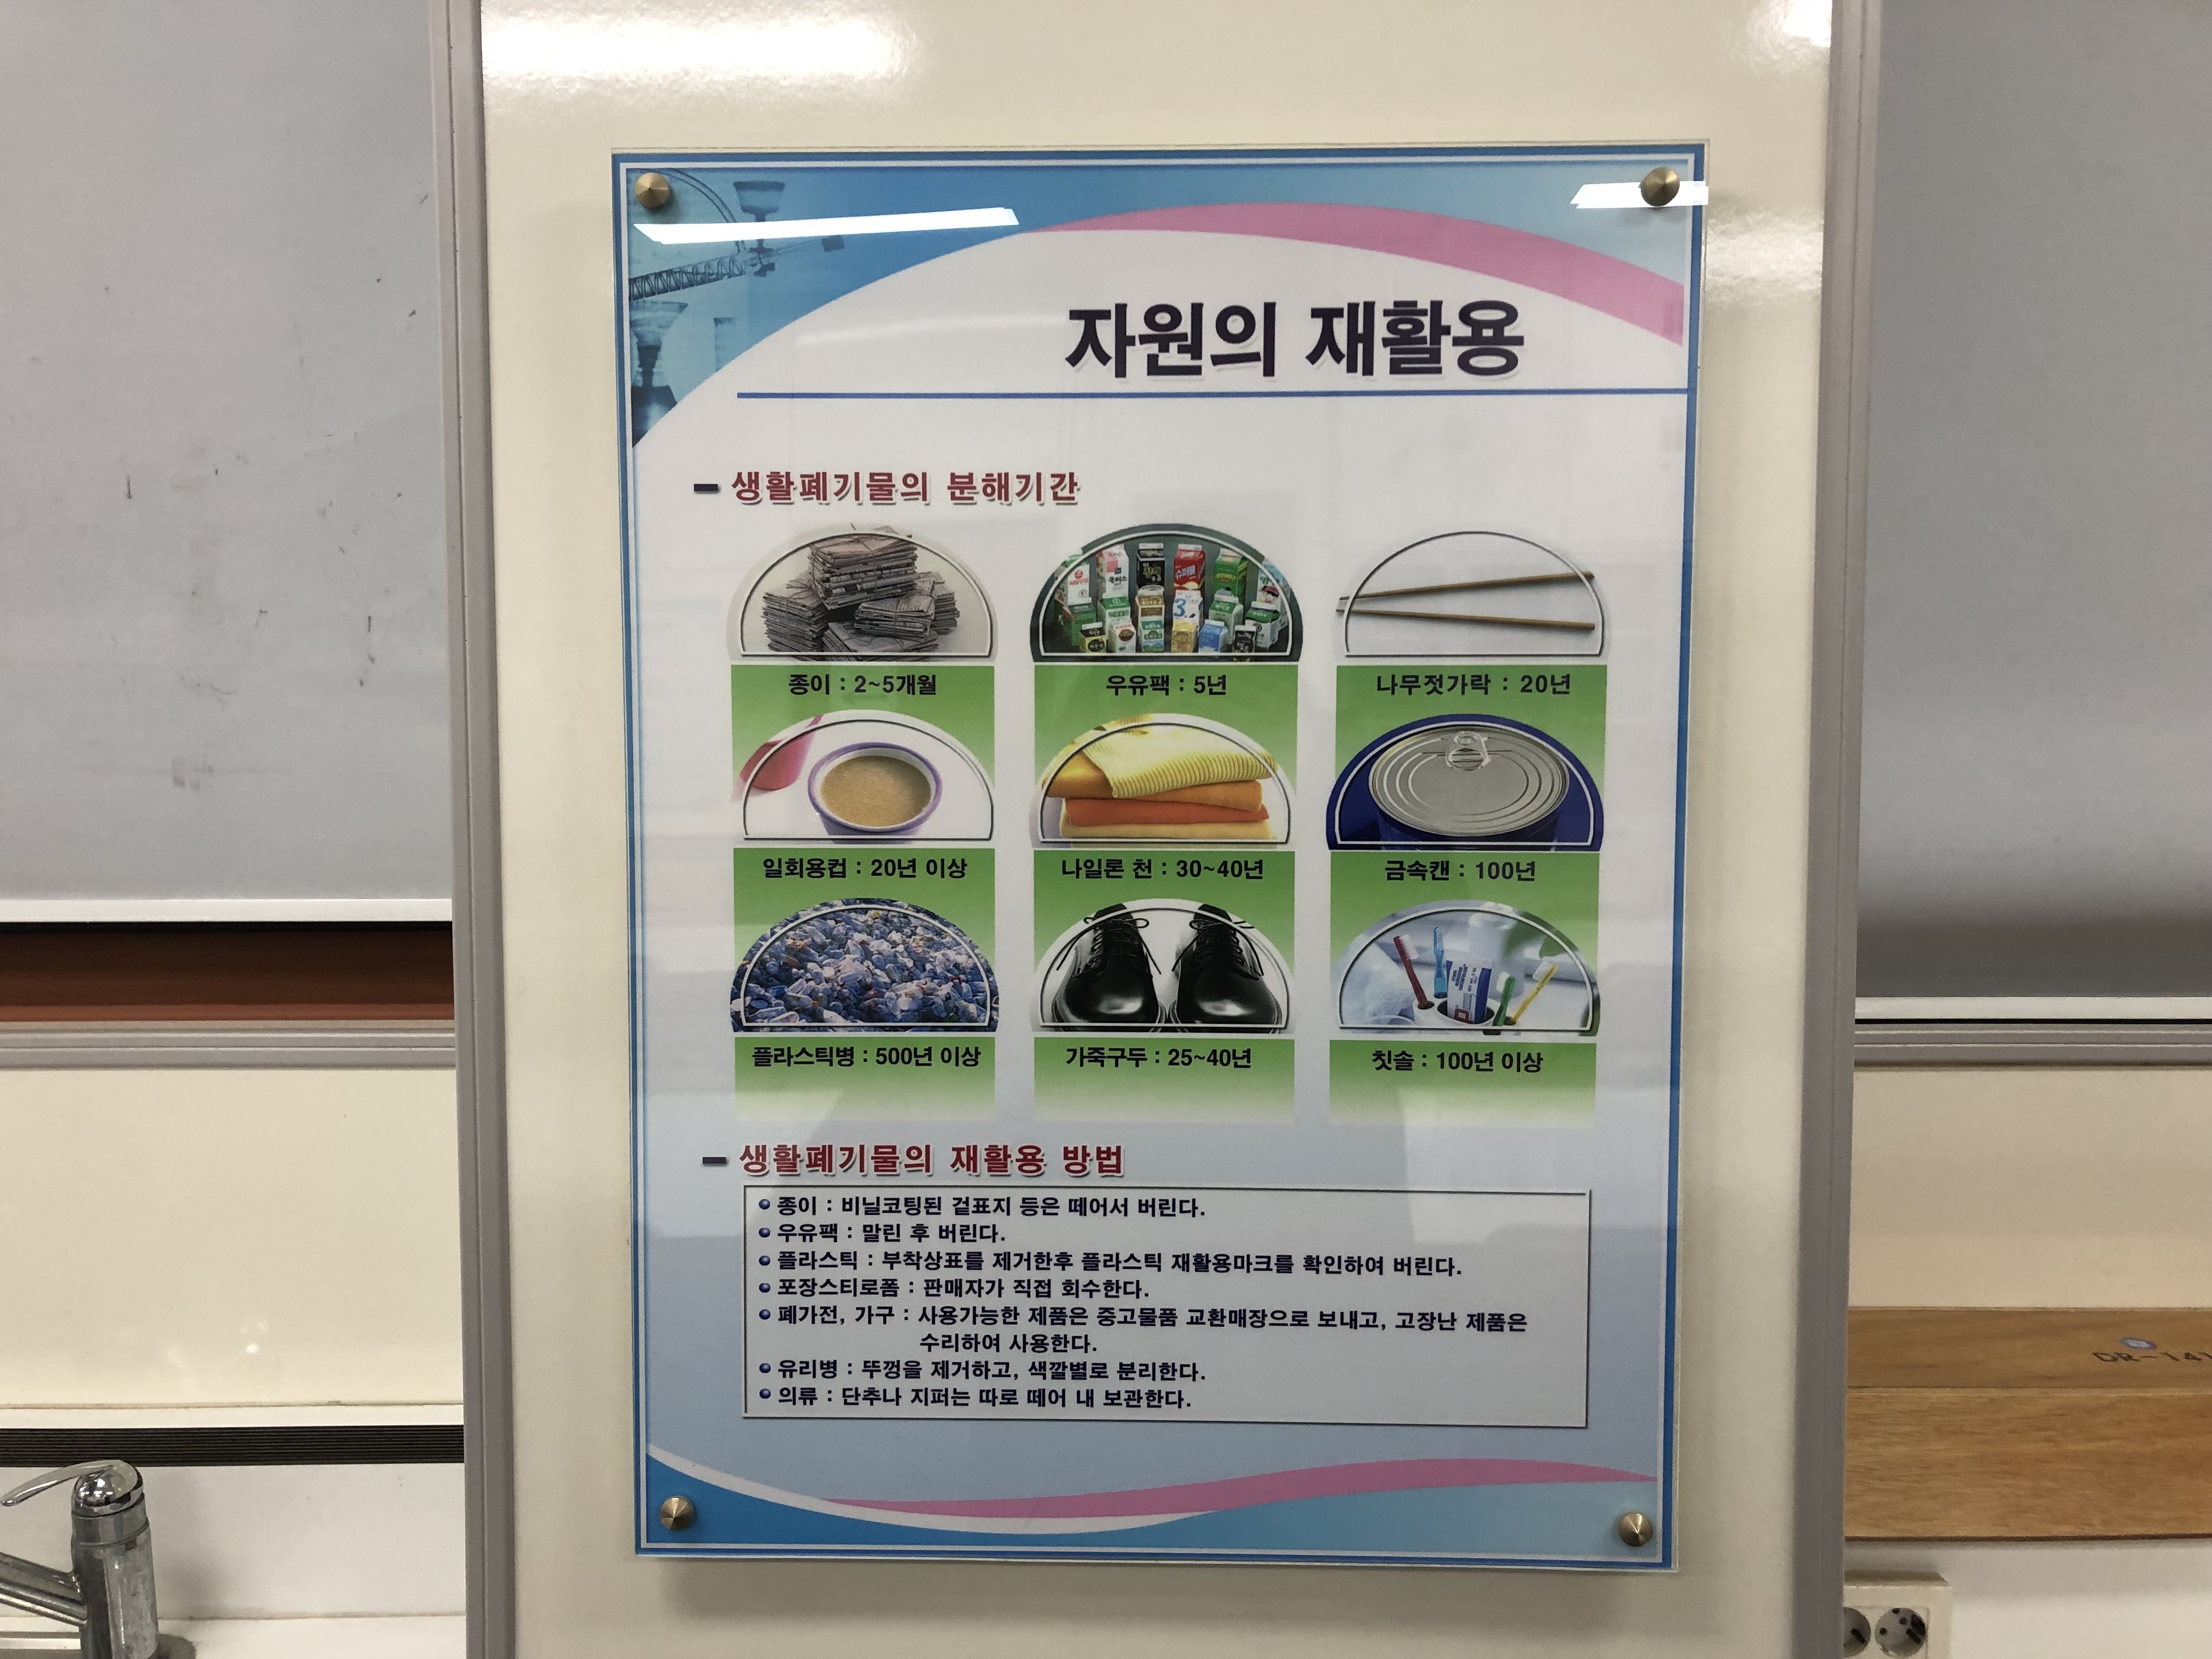 자원의 재활용
생활폐기물의 분해기간
종이 : 2~5개월
우유팩 : 5년
나무젓가락 : 20년
일회용컵 : 20년 이상
나일론 천 : 30~40년
금속캔 : 100년
플라스틱병 : 500년 이상
가죽구두 : 25~40년
칫솔 : 100년 이상
생활폐기물의 재활용 방법
종이 : 비닐코팅된 겉표지 등은 떼어서 버린다.
우유팩 : 말린 후 버린다.
플라스틱 : 부착상표를 제거한후 플라스틱 재활용마크를 확인하여 버린다.
포장스티로폼 : 판매자가 직접 회수한다.
폐가전, 가구 : 사용가능한 제품은 중고물품 교환매장으로 보내고, 고장난 제품은
수리하여 사용한다.
유리병 : 뚜껑을 제거하고, 색깔별로 분리한다.
의류 : 단추나 지퍼는 따로 떼어 내 보관한다.